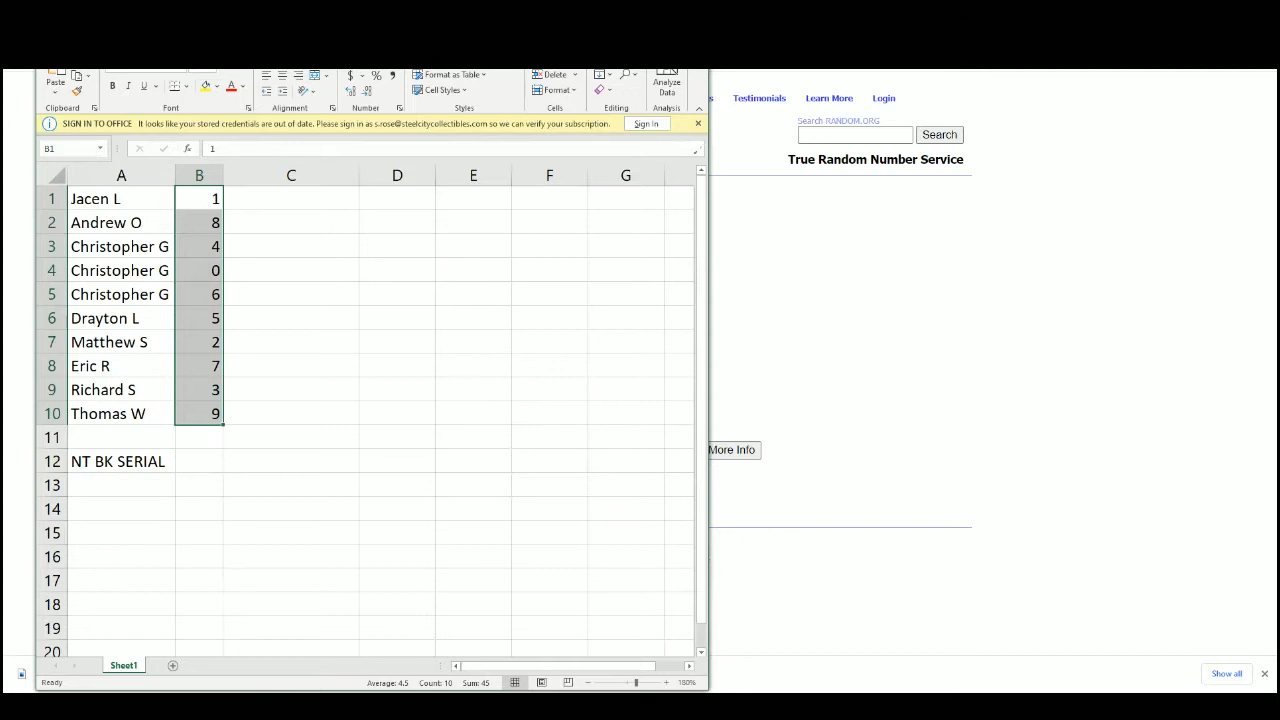 Paste
B I U A
$ % ,
Format as Table
Cell Styles
Delete
Format
Analyze
Data
Clipboard Font Alignment Number Styles Cells Editing Analysis
SIGN IN TO OFFICE It looks like your stored credentials are out of date. Please sign in as s.rose@steelcitycollectibles.com so we can verify your subscription. Sign In
B1 fx 1
A B C D E F G
1 Jacen L 1
2 Andrew O 8
3 Christopher G 4
4 Christopher G 0
5 Christopher G 6
6 Drayton L 5
7 Matthew S 2
8 Eric R 7
9 Richard S 3
10 Thomas W 9
11
12 NT BK SERIAL
13
14
15
16
17
18
19
20
Sheet1
Ready Average: 4.5 Count: 10 Sum: 45 180%
s Testimonials Learn More Login
Search RANDOM.ORG
Search
True Random Number Service
More Info
Show all